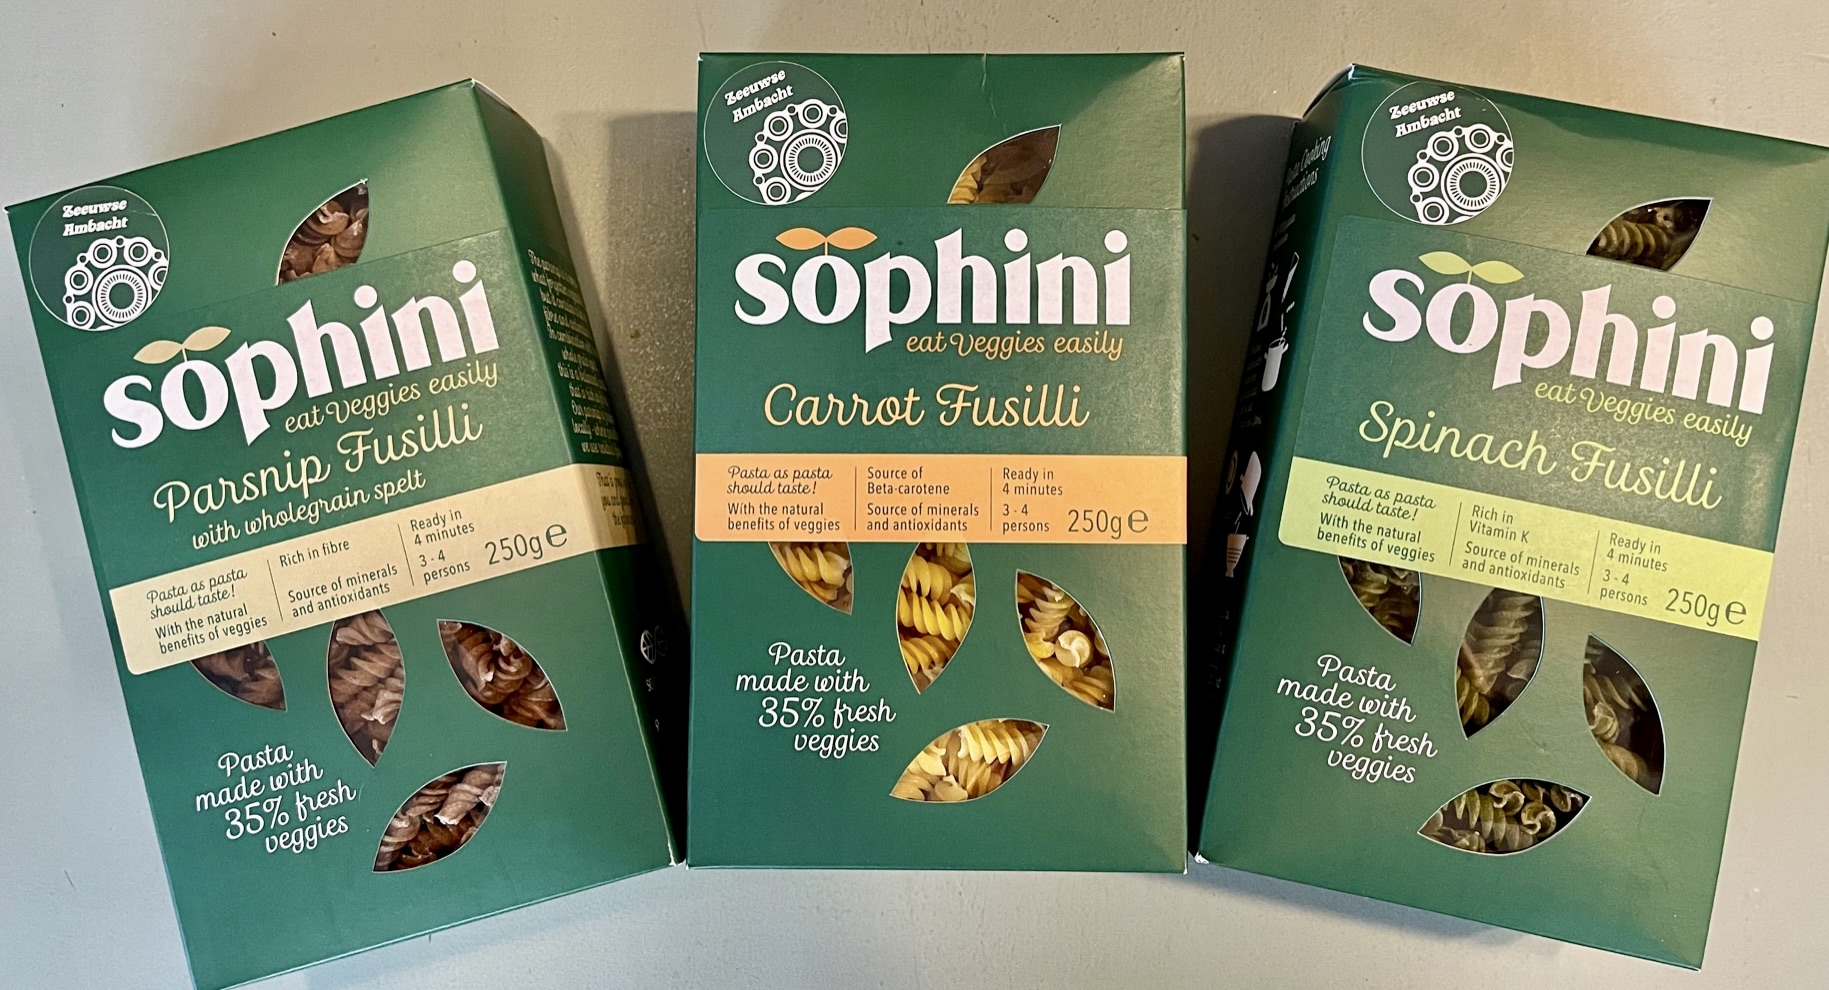 Zeeuwse
Ambacht
sophini
eat Veggies easily
Parsnip Fusilli
with wholegrain spelt
Pasta as pasta
should taste!
With the natural
benefits of veggies
Rich in fibre
Source of minerals
and antioxidants
Ready in
4 minutes
3 - 4
persons
250g e
Pasta
made with
35% fresh
veggies
Zeeuwse
Ambacht
sophini
eat Veggies easily
Carrot Fusilli
Pasta as pasta
should taste!
With the natural
benefits of veggies
Source of
Beta-carotene
Source of minerals
and antioxidants
Ready in
4 minutes
3 - 4
persons
250g e
Pasta
made with
35% fresh
veggies
Zeeuwse
Ambacht
sophini
eat Veggies easily
Spinach Fusilli
Pasta as pasta
should taste!
With the natural
benefits of veggies
Rich in
Vitamin K
Source of minerals
and antioxidants
Ready in
4 minutes
3 - 4
persons
250g e
Pasta
made with
35% fresh
veggies
Cooking